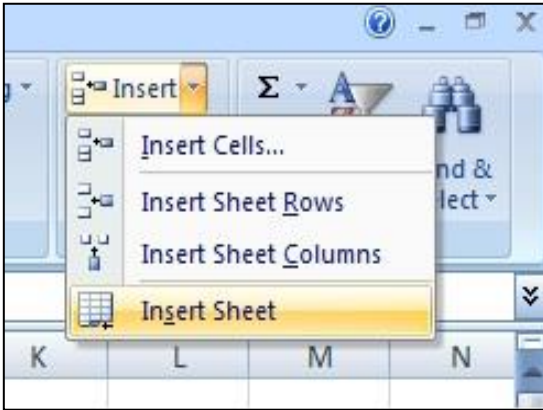 Insert Σ
Insert Cells...
nd &
Insert Sheet Rows
lect
Insert Sheet Columns
Insert Sheet
K L M N